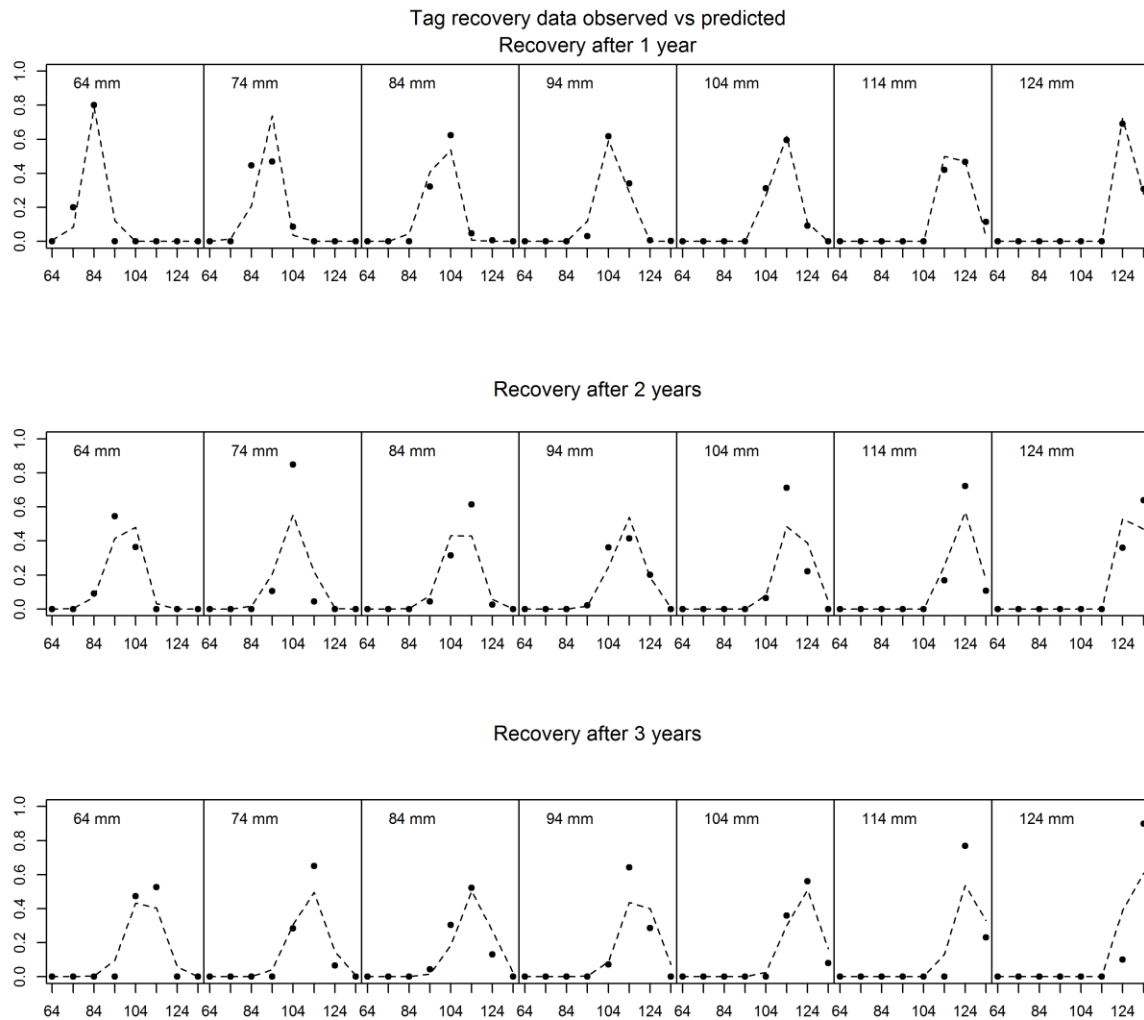 Tag recovery data observed vs predicted
Recovery after 1 year
64 mm 74 mm 84 mm 94 mm 104 mm 114 mm 124 mm
0.0 0.2 0.4 0.6 0.8 1.0
64 84 104 124 64 84 104 124 64 84 104 124 64 84 104 124 64 84 104 124 64 84 104 124 64 84 104 124
Recovery after 2 years
64 mm 74 mm 84 mm 94 mm 104 mm 114 mm 124 mm
0.0 0.2 0.4 0.6 0.8 1.0
64 84 104 124 64 84 104 124 64 84 104 124 64 84 104 124 64 84 104 124 64 84 104 124 64 84 104 124
Recovery after 3 years
64 mm 74 mm 84 mm 94 mm 104 mm 114 mm 124 mm
0.0 0.2 0.4 0.6 0.8 1.0
64 84 104 124 64 84 104 124 64 84 104 124 64 84 104 124 64 84 104 124 64 84 104 124 64 84 104 124